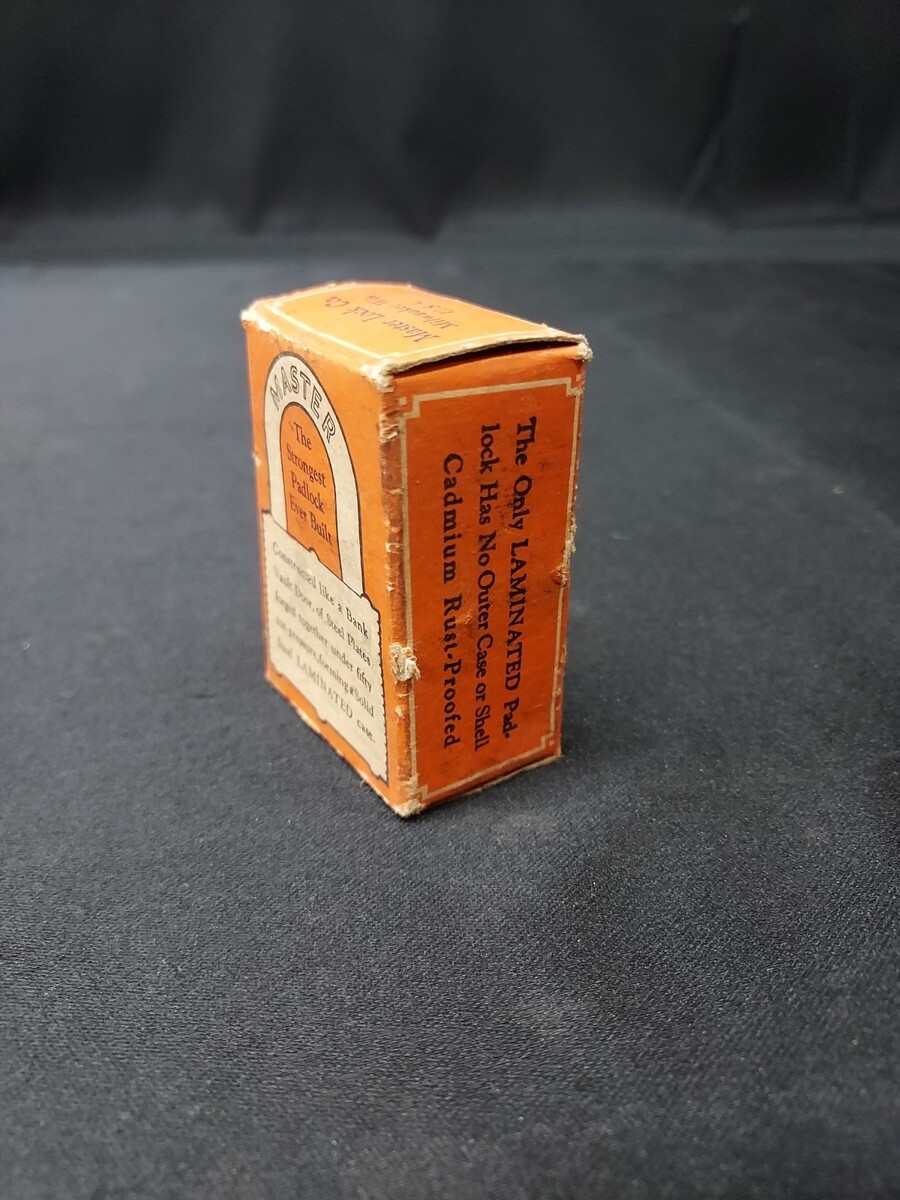 Master Lock Co.
Milwaukee, Wis.
U.S.A.
MASTER
The
Strongest
Padlock
Ever Built
Constructed like a Bank
Vault Door, of Steel Plates
forged together under fifty
ton pressure, forming a Solid
Steel LAMINATED case.
The Only LAMINATED Pad-
lock Has No Outer Case or Shell
Cadmium Rust-Proofed